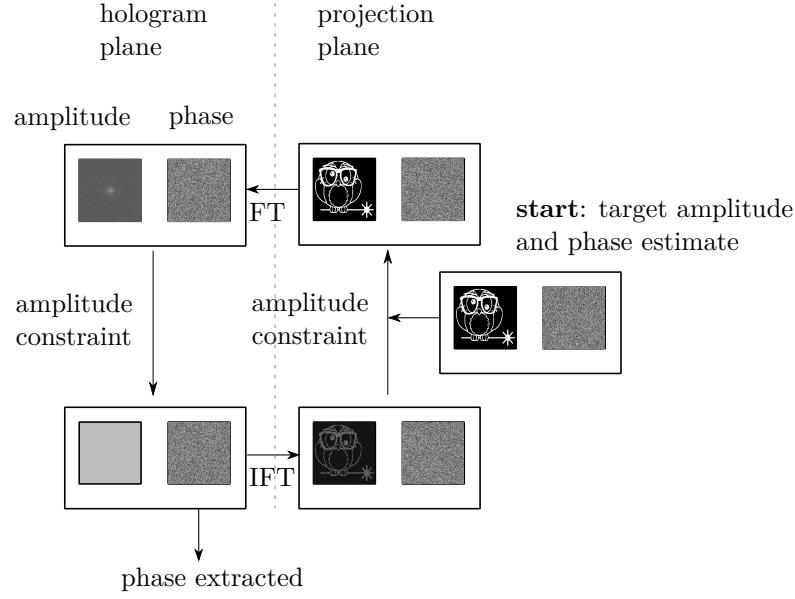 hologram
plane
projection
plane
amplitude
phase
FT
start: target amplitude
and phase estimate
amplitude
constraint
amplitude
constraint
IFT
phase extracted